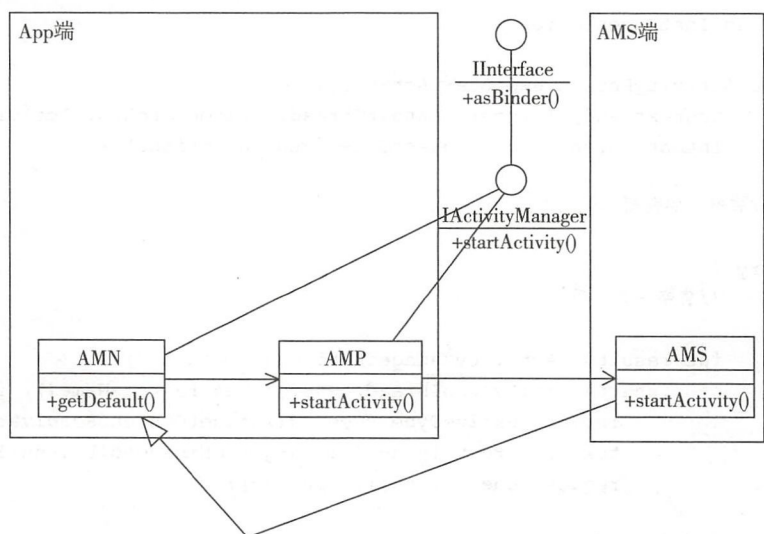 App端
AMS端
IInterface
+asBinder()
IActivityManager
+startActivity()
AMN
+getDefault()
AMP
+startActivity()
AMS
+startActivity()